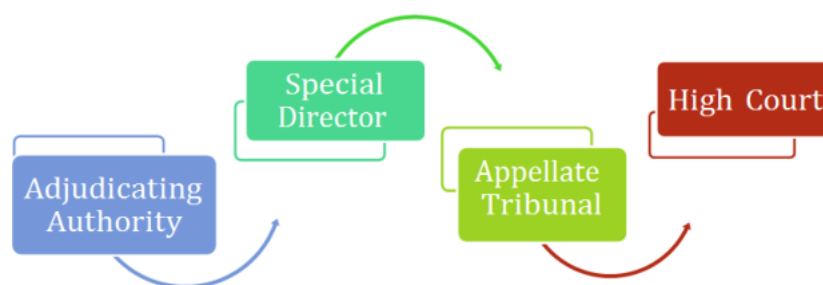 Adjudicating
Authority
Special
Director
Appellate
Tribunal
High Court